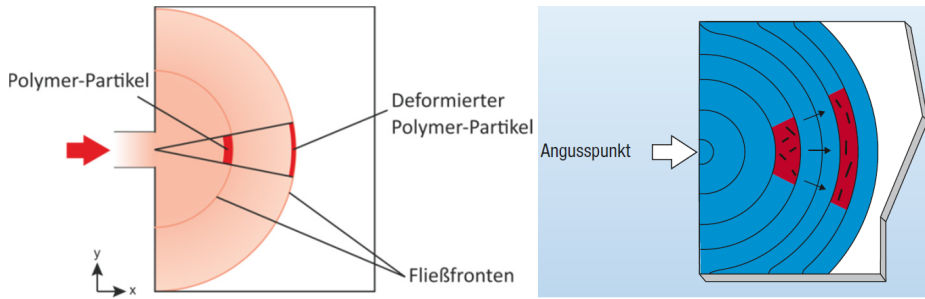 Polymer-Partikel
Deformierter
Polymer-Partikel
Fließfronten
y
x
Angusspunkt